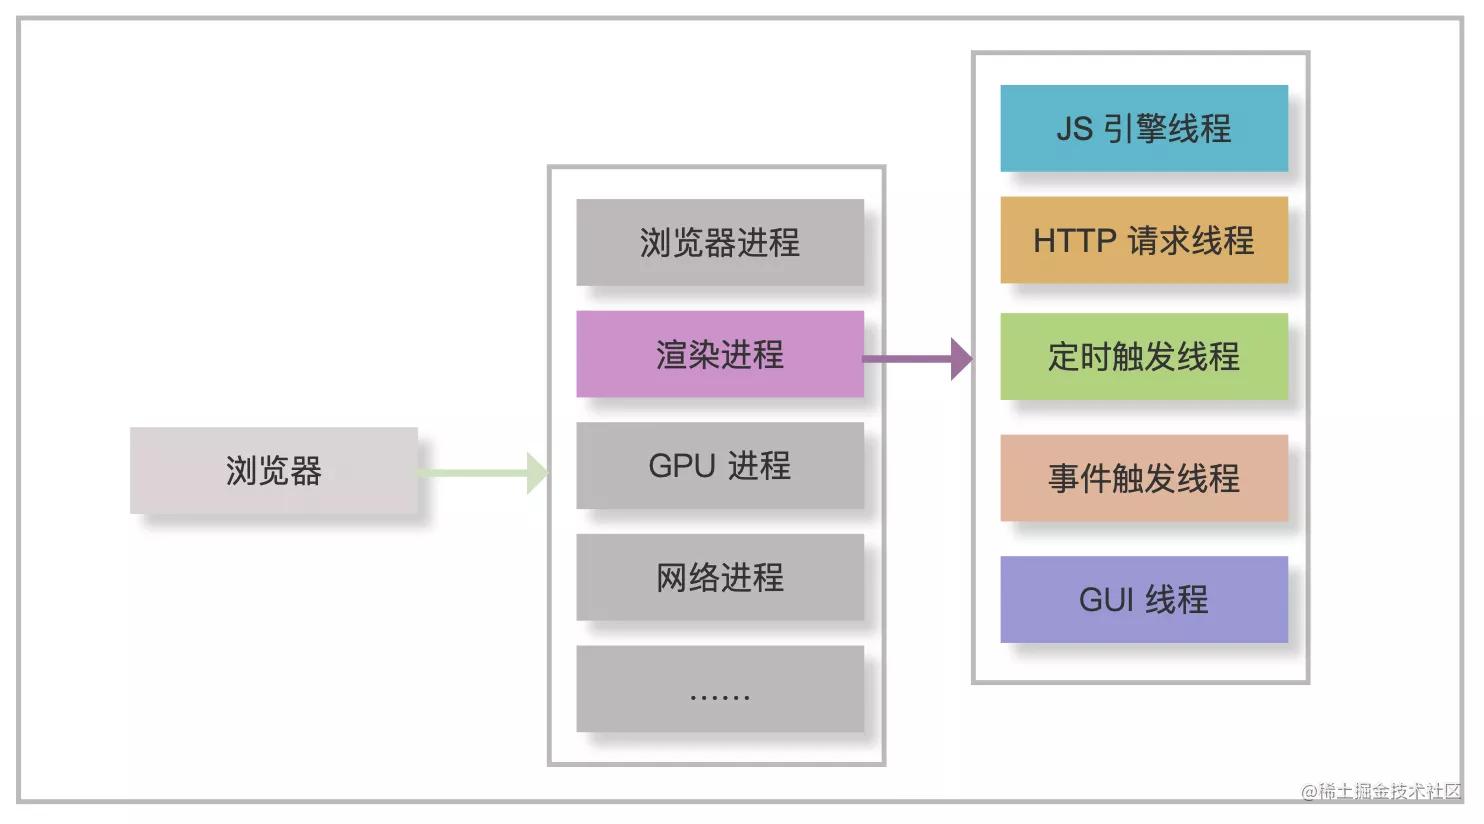 浏览器
浏览器进程
渲染进程
GPU 进程
网络进程
……
JS 引擎线程
HTTP 请求线程
定时触发线程
事件触发线程
GUI 线程
@稀土掘金技术社区